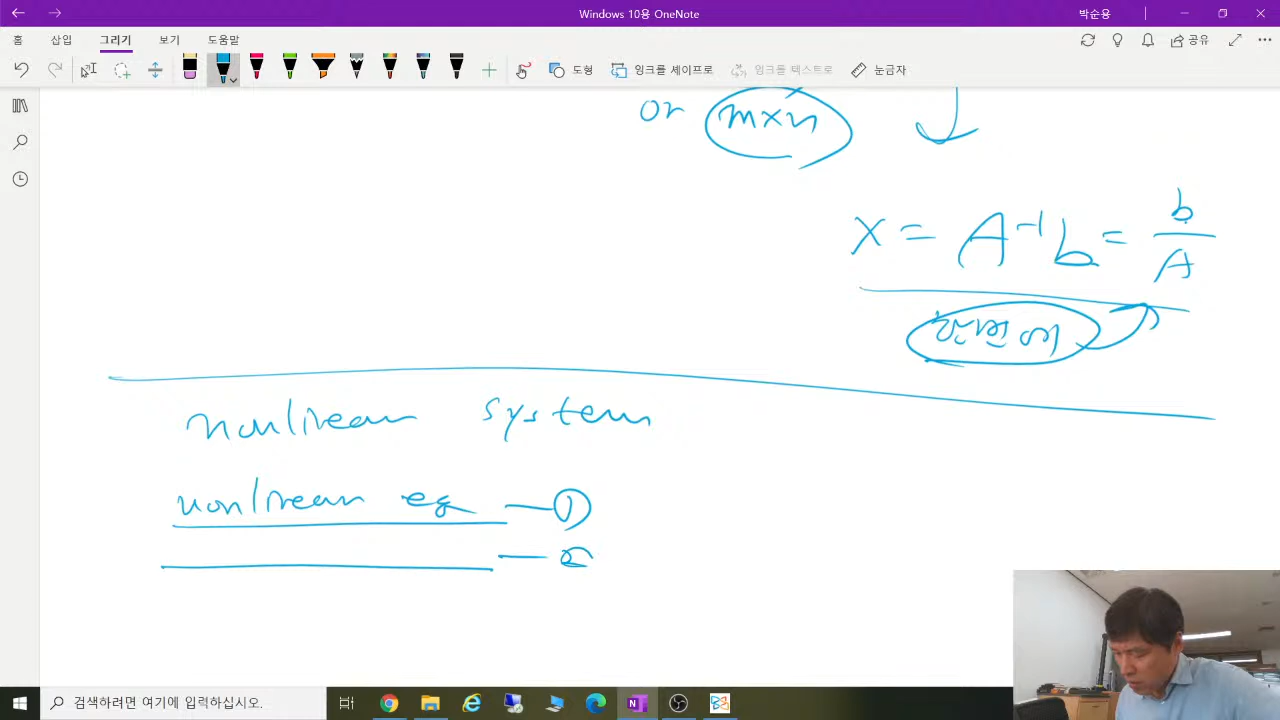 Windows 10용 OneNote
박순용
홈 삽입 그리기 보기 도움말
공유
도형 잉크를 셰이프로 잉크를 텍스트로 눈금자
or m×n
x = A⁻¹b = b/A
한번에
nonlinear system
nonlinear eq — ①
— ②
검색하려면 여기에 입력하십시오.